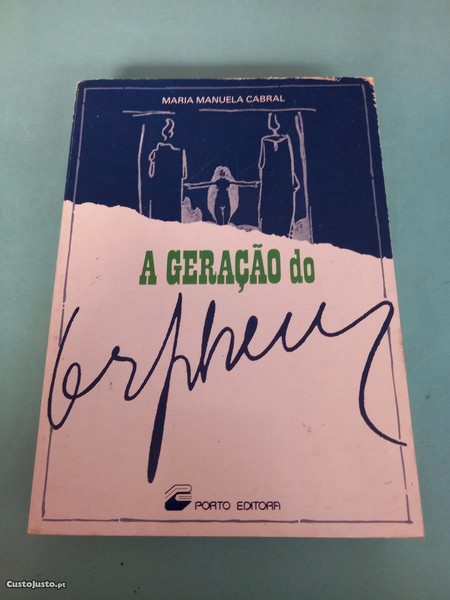 MARIA MANUELA CABRAL
A GERAÇÃO do
orpheu
PORTO EDITORA
CustoJusto.pt